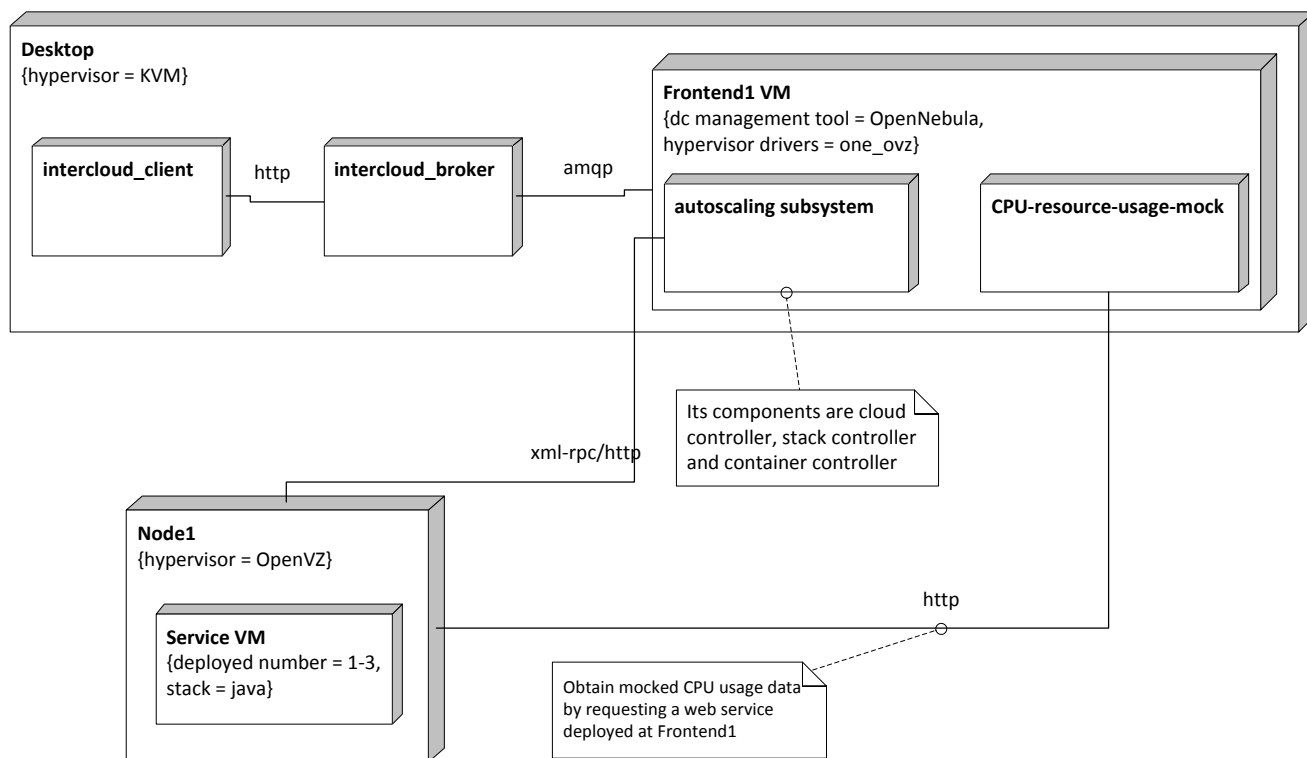 Desktop
{hypervisor = KVM}
Frontend1 VM
{dc management tool = OpenNebula,
hypervisor drivers = one_ovz}
intercloud_client
http
intercloud_broker
amqp
autoscaling subsystem
CPU-resource-usage-mock
Its components are cloud
controller, stack controller
and container controller
xml-rpc/http
Node1
{hypervisor = OpenVZ}
http
Service VM
{deployed number = 1-3,
stack = java}
Obtain mocked CPU usage data
by requesting a web service
deployed at Frontend1